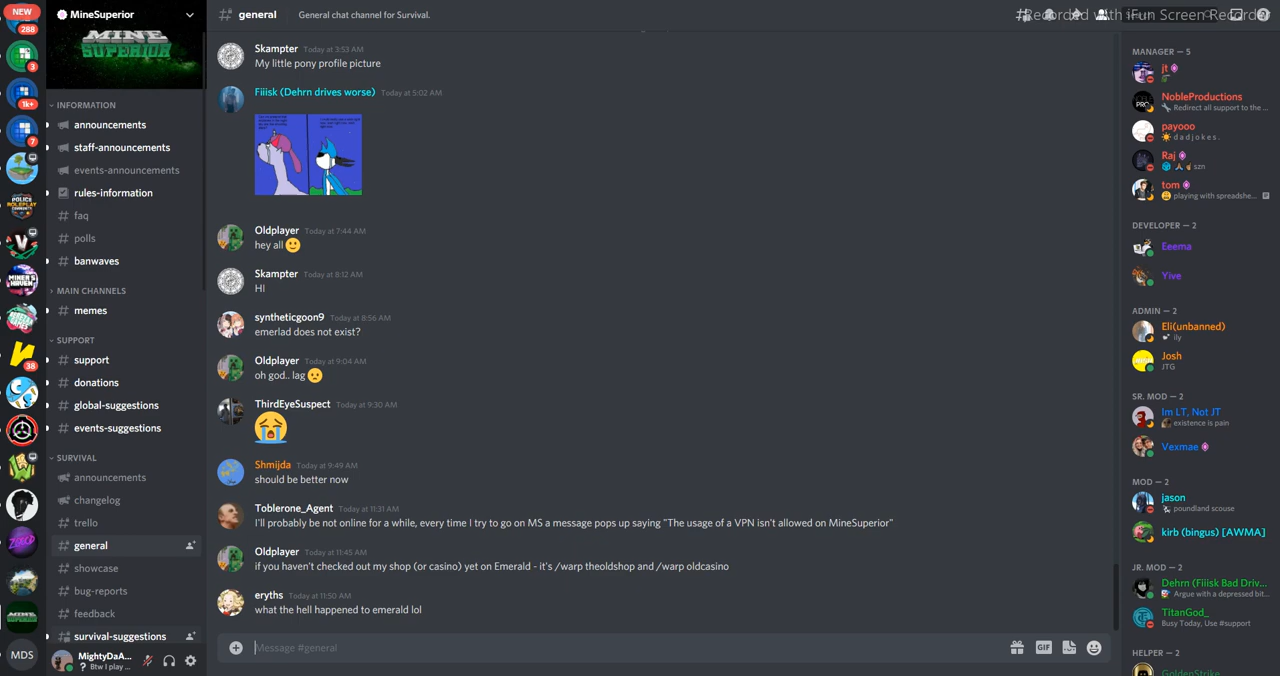 NEW
288
3
1k+
7
38
MDS
MineSuperior
MINE
SUPERIOR
INFORMATION
announcements
staff-announcements
events-announcements
rules-information
faq
polls
banwaves
MAIN CHANNELS
memes
SUPPORT
support
donations
global-suggestions
events-suggestions
SURVIVAL
announcements
changelog
trello
general
showcase
bug-reports
feedback
survival-suggestions
MightyDaA...
Btw I play ...
general
General chat channel for Survival.
Recorded with iFun Screen Recorder
Skampter Today at 3:53 AM
My little pony profile picture
Fiiisk (Dehrn drives worse) Today at 5:02 AM
Oldplayer Today at 7:44 AM
hey all
Skampter Today at 8:12 AM
HI
syntheticgoon9 Today at 8:56 AM
emerlad does not exist?
Oldplayer Today at 9:04 AM
oh god.. lag
ThirdEyeSuspect Today at 9:30 AM
Shmijda Today at 9:49 AM
should be better now
Toblerone_Agent Today at 11:31 AM
I'll probably be not online for a while, every time I try to go on MS a message pops up saying "The usage of a VPN isn't allowed on MineSuperior"
Oldplayer Today at 11:45 AM
if you haven't checked out my shop (or casino) yet on Emerald - it's /warp theoldshop and /warp oldcasino
eryths Today at 11:50 AM
what the hell happened to emerald lol
Message #general
GIF
MANAGER — 5
jt
NobleProductions
Redirect all support to the ...
payooo
d a d j o k e s .
Raj
szn
tom
playing with spreadshe...
DEVELOPER — 2
Eeema
Yive
ADMIN — 2
Eli(unbanned)
ily
Josh
JTG
SR. MOD — 2
Im LT, Not JT
existence is pain
Vexmae
MOD — 2
jason
poundland scouse
kirb (bingus) [AWMA]
JR. MOD — 2
Dehrn (Fiiisk Bad Driv...
Argue with a depressed bit...
TitanGod_
Busy Today, Use #support
HELPER — 2
GoldenStrike